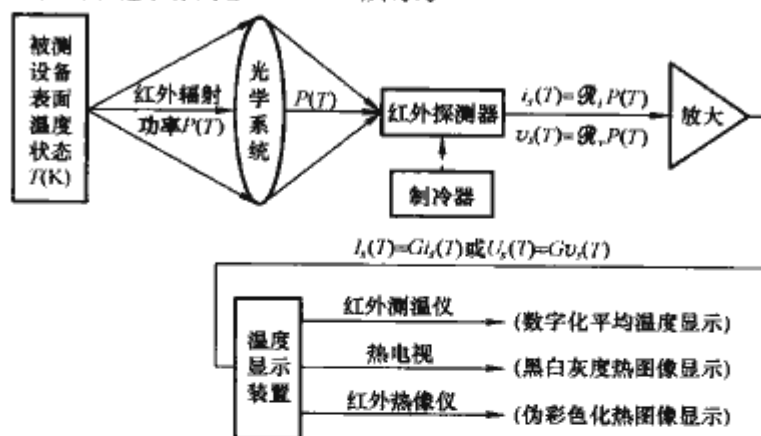 被测
设备
表面
温度
状态
T(K)
红外辐射
功率P(T)
光
学
系
统
P(T)
红外探测器
制冷器
i_s(T)=ℛ_iP(T)
v_s(T)=ℛ_vP(T)
放大
I_s(T)=Gi_s(T)或U_s(T)=Gv_s(T)
温度
显示
装置
红外测温仪
(数字化平均温度显示)
热电视
(黑白灰度热图像显示)
红外热像仪
(伪彩色化热图像显示)